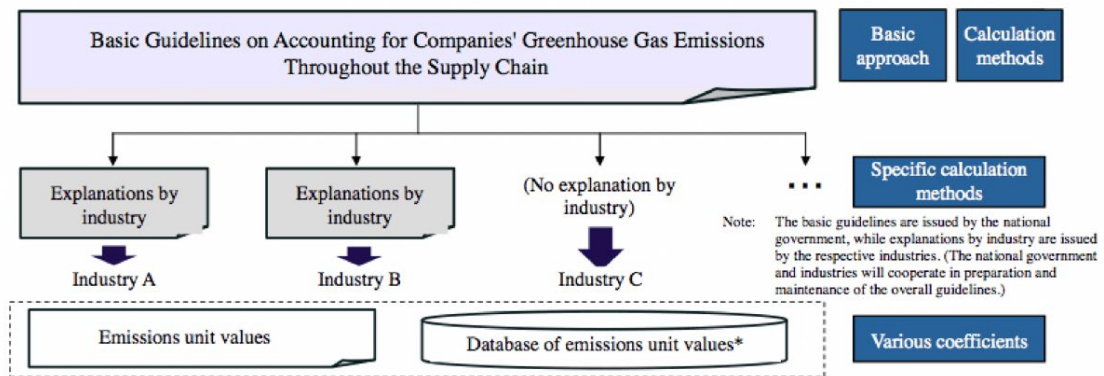 Basic Guidelines on Accounting for Companies' Greenhouse Gas Emissions
Throughout the Supply Chain
Basic
approach
Calculation
methods
Explanations by
industry
Explanations by
industry
(No explanation by
industry)
...
Specific calculation
methods
Industry A
Industry B
Industry C
Note: The basic guidelines are issued by the national
government, while explanations by industry are issued
by the respective industries. (The national government
and industries will cooperate in preparation and
maintenance of the overall guidelines.)
Emissions unit values
Database of emissions unit values*
Various
coefficients